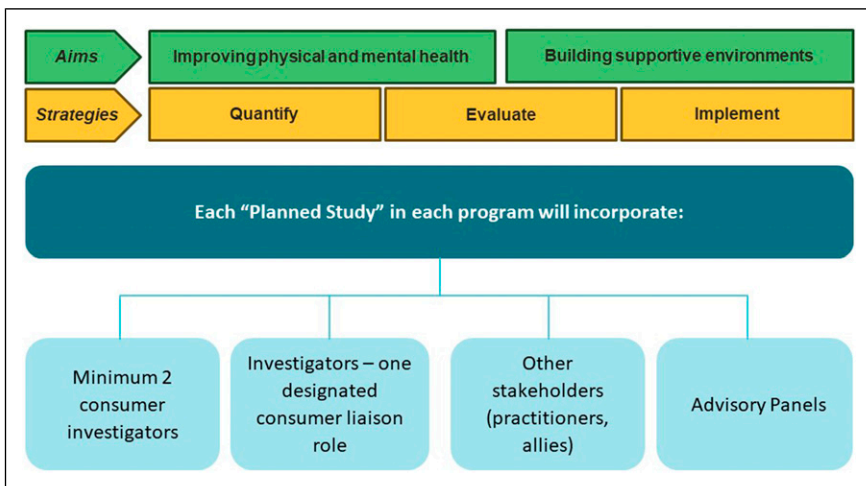 Aims
Improving physical and mental health
Building supportive environments
Strategies
Quantify
Evaluate
Implement
Each “Planned Study” in each program will incorporate:
Minimum 2
consumer
investigators
Investigators – one
designated
consumer liaison
role
Other
stakeholders
(practitioners,
allies)
Advisory Panels